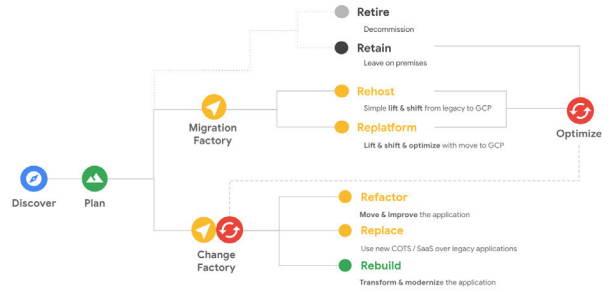 Retire
Decommission
Retain
Leave on premises
Rehost
Simple lift & shift from legacy to GCP
Migration
Factory
Replatform
Lift & shift & optimize with move to GCP
Optimize
Discover
Plan
Refactor
Move & improve the application
Change
Factory
Replace
Use new COTS / SaaS over legacy applications
Rebuild
Transform & modernize the application